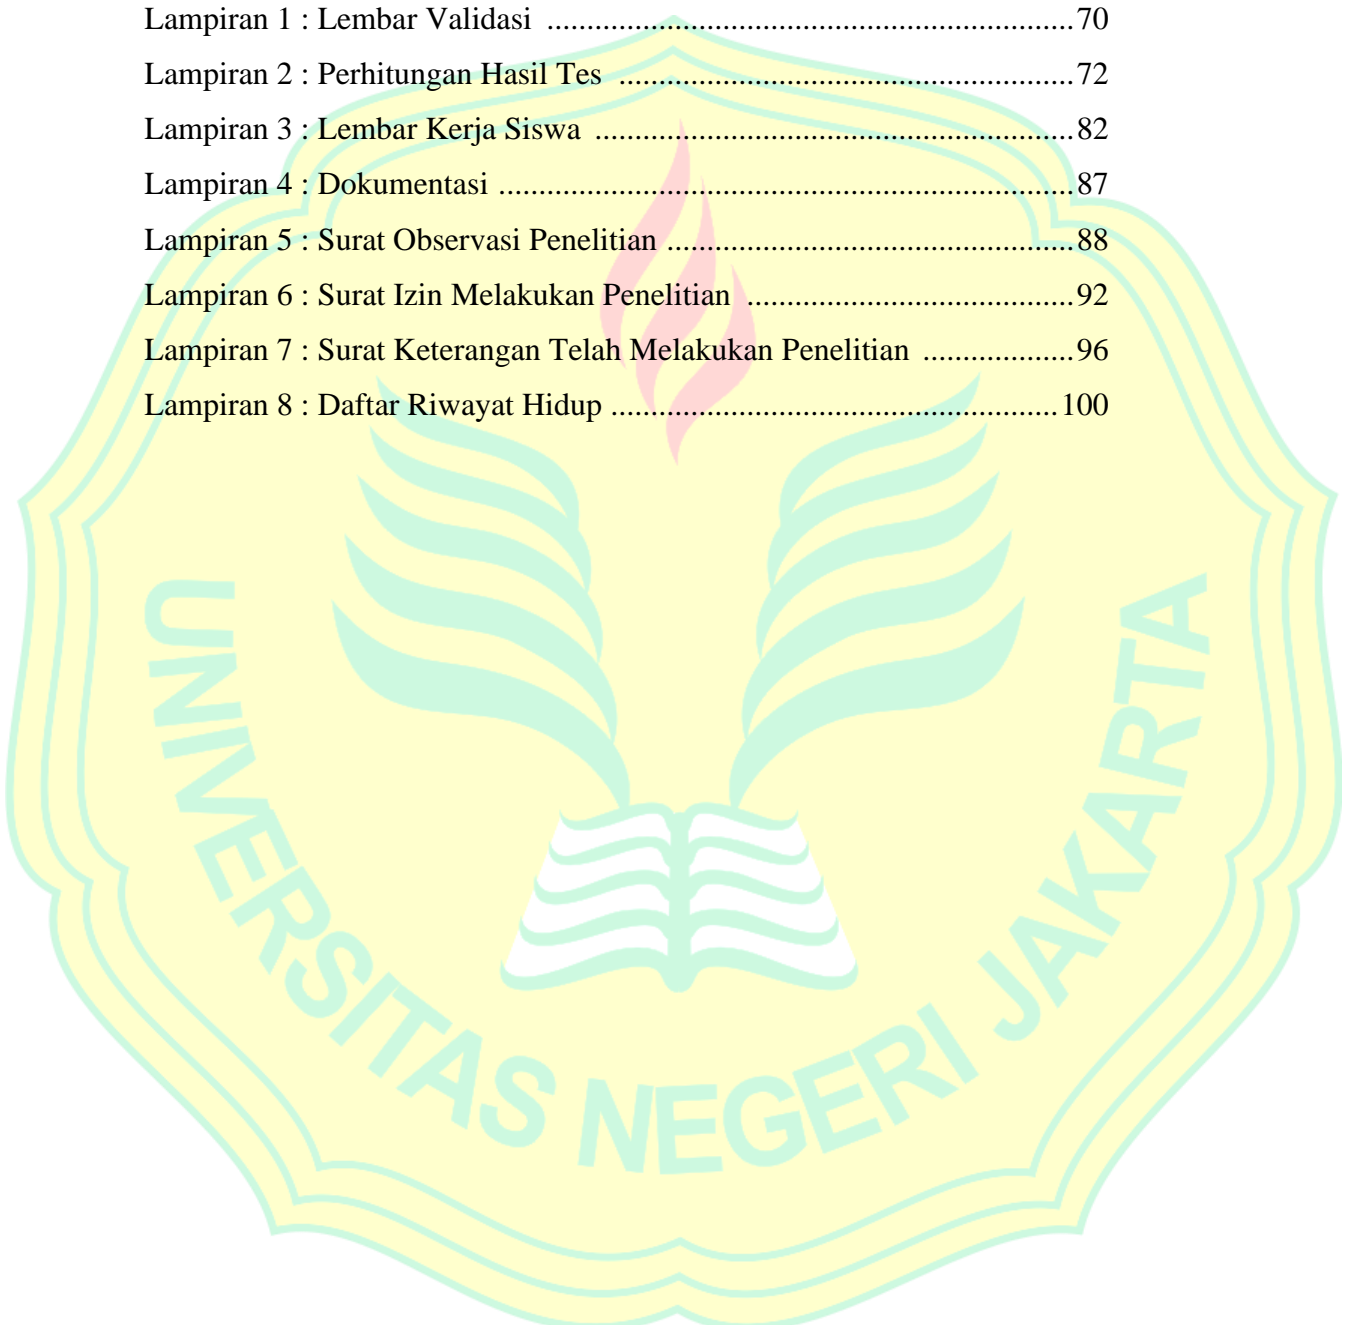 Lampiran 1 : Lembar Validasi ..................................................................70
Lampiran 2 : Perhitungan Hasil Tes .........................................................72
Lampiran 3 : Lembar Kerja Siswa ............................................................82
Lampiran 4 : Dokumentasi ........................................................................87
Lampiran 5 : Surat Observasi Penelitian ...................................................88
Lampiran 6 : Surat Izin Melakukan Penelitian .........................................92
Lampiran 7 : Surat Keterangan Telah Melakukan Penelitian ...................96
Lampiran 8 : Daftar Riwayat Hidup ........................................................100
UNIVERSITAS NEGERI JAKARTA